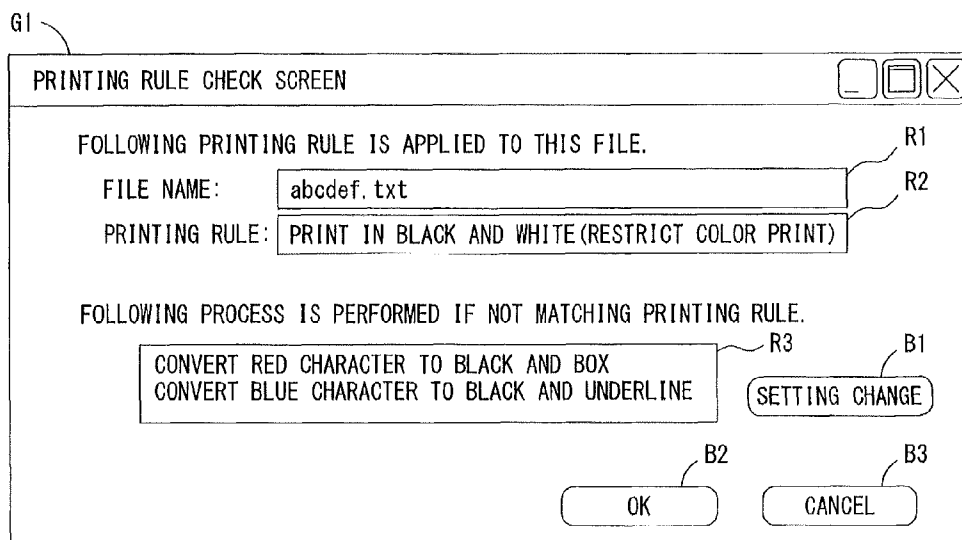 G1
PRINTING RULE CHECK SCREEN
FOLLOWING PRINTING RULE IS APPLIED TO THIS FILE.
R1
FILE NAME: abcdef.txt
R2
PRINTING RULE: PRINT IN BLACK AND WHITE(RESTRICT COLOR PRINT)
FOLLOWING PROCESS IS PERFORMED IF NOT MATCHING PRINTING RULE.
R3
B1
CONVERT RED CHARACTER TO BLACK AND BOX
CONVERT BLUE CHARACTER TO BLACK AND UNDERLINE
SETTING CHANGE
B2
B3
OK
CANCEL